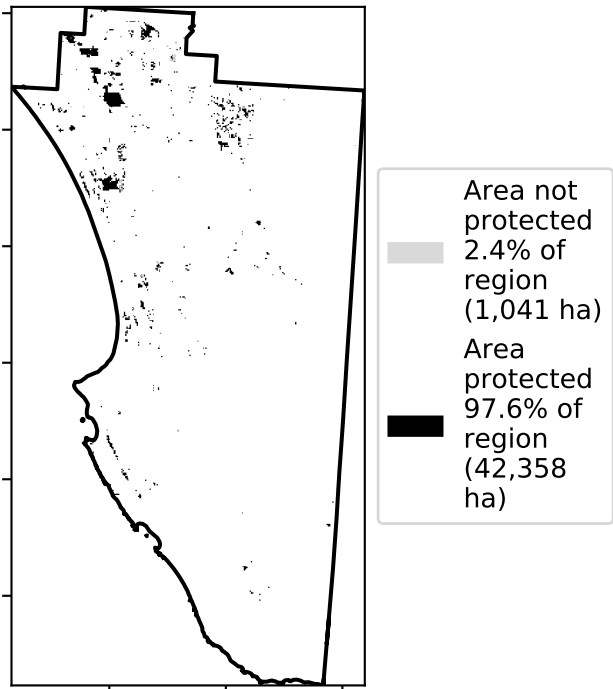 Area not
protected
2.4% of
region
(1,041 ha)
Area
protected
97.6% of
region
(42,358
ha)